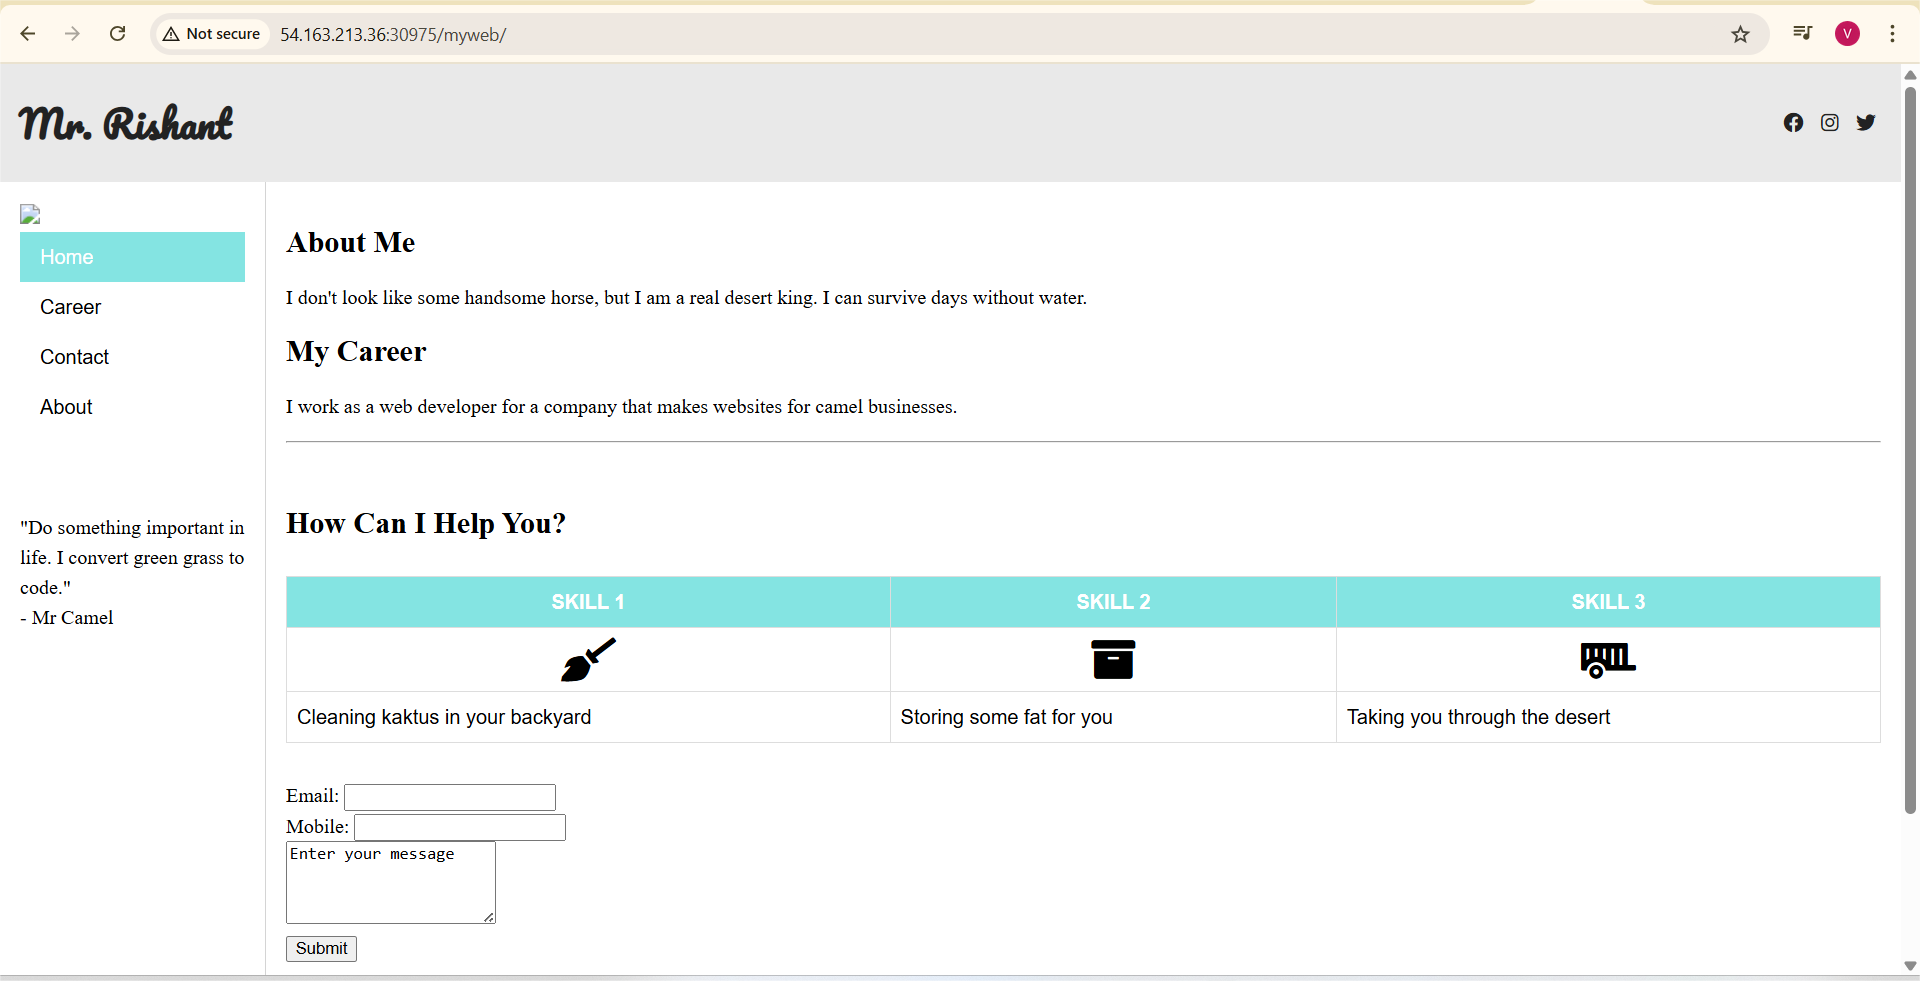 Not secure
54.163.213.36:30975/myweb/
V
Mr. Rishant
Home
Career
Contact
About
"Do something important in
life. I convert green grass to
code."
- Mr Camel
About Me
I don't look like some handsome horse, but I am a real desert king. I can survive days without water.
My Career
I work as a web developer for a company that makes websites for camel businesses.
How Can I Help You?
SKILL 1 SKILL 2 SKILL 3
Cleaning kaktus in your backyard Storing some fat for you Taking you through the desert
Email:
Mobile:
Enter your message
Submit